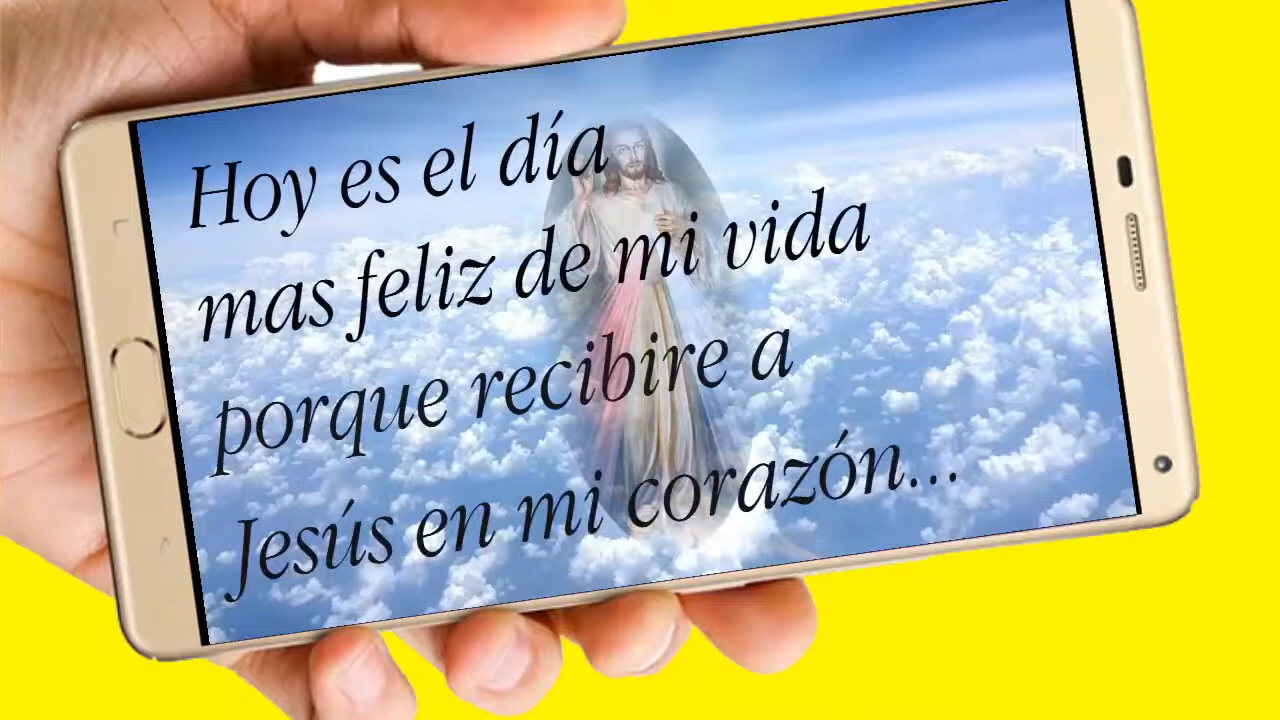 Hoy es el día
mas feliz de mi vida
porque recibire a
Jesús en mi corazón...